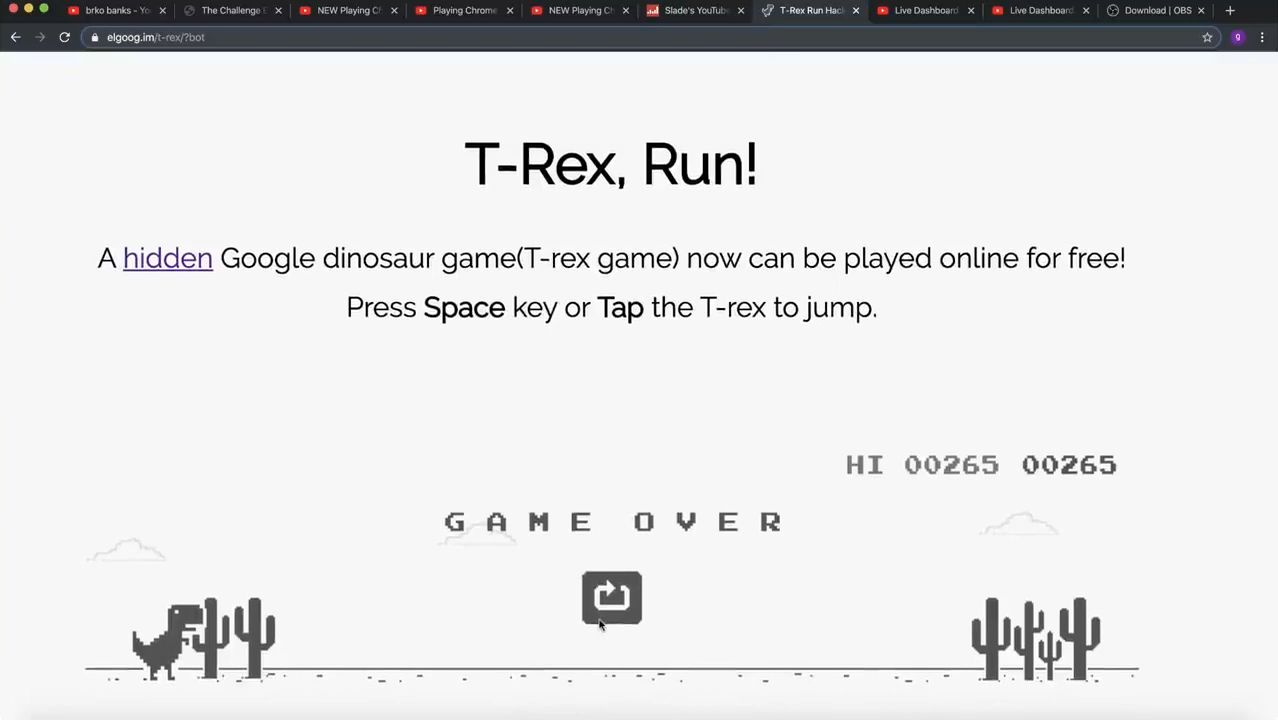 brko banks - Yo
The Challenge E
NEW Playing Ch
Playing Chrome
NEW Playing Ch
Slade's YouTube
T-Rex Run Hack
Live Dashboard
Live Dashboard
Download | OBS
elgoog.im/t-rex/?bot
g
T-Rex, Run!
A hidden Google dinosaur game(T-rex game) now can be played online for free!
Press Space key or Tap the T-rex to jump.
HI 00265 00265
GAME OVER